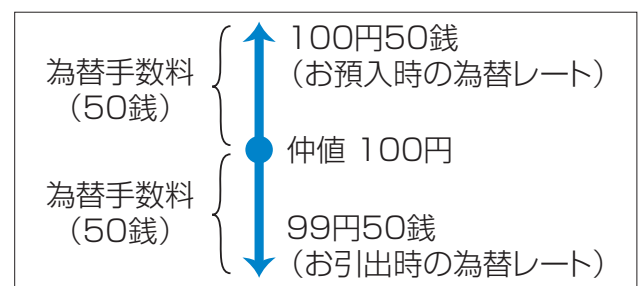 100円50銭
（お預入時の為替レート）
為替手数料
（50銭）
仲値 100円
為替手数料
（50銭）
99円50銭
（お引出時の為替レート）